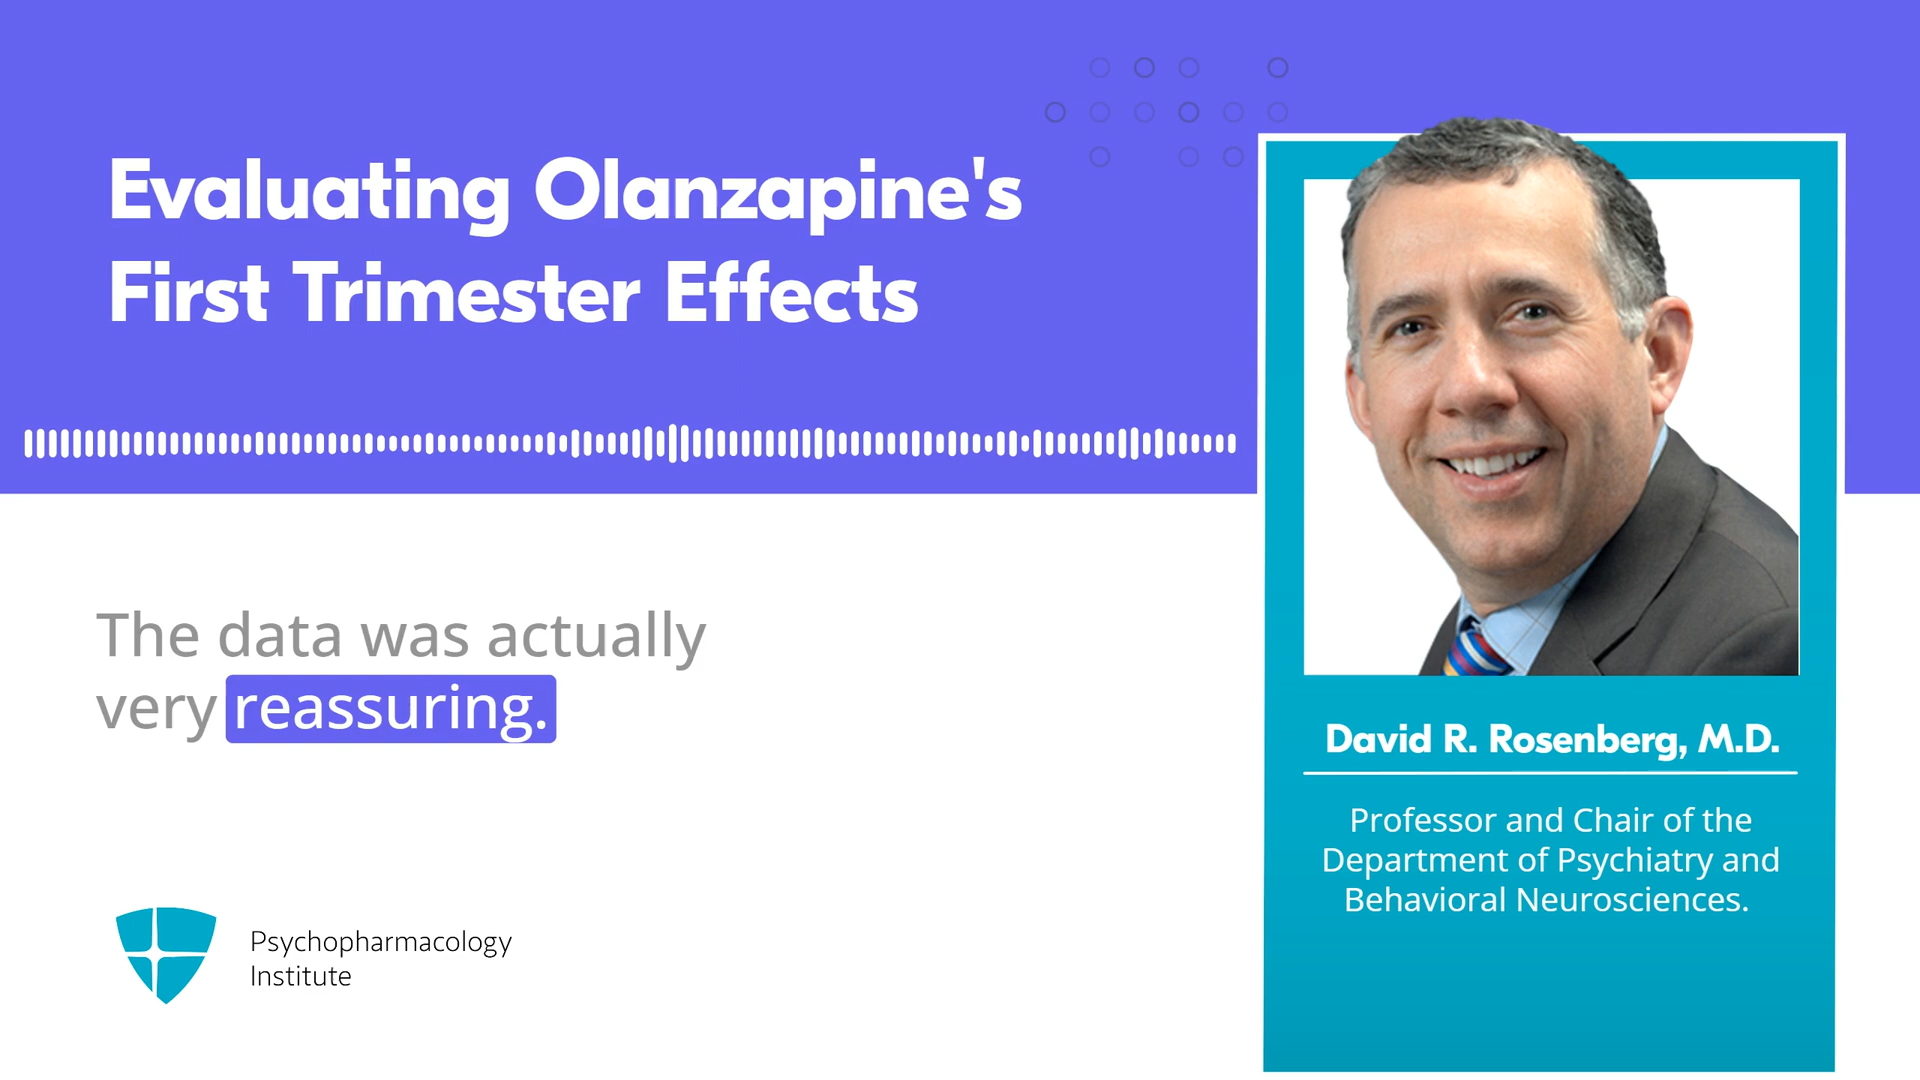 Evaluating Olanzapine's
First Trimester Effects
The data was actually
very reassuring.
David R. Rosenberg, M.D.
Professor and Chair of the
Department of Psychiatry and
Behavioral Neurosciences.
Psychopharmacology
Institute